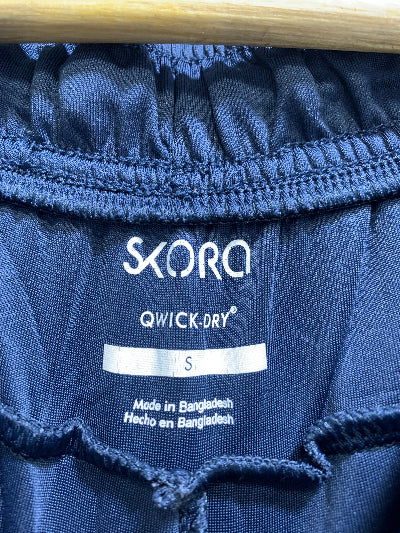 SKORA
QWICK-DRY®
S
Made in Bangladesh
Hecho en Bangladesh